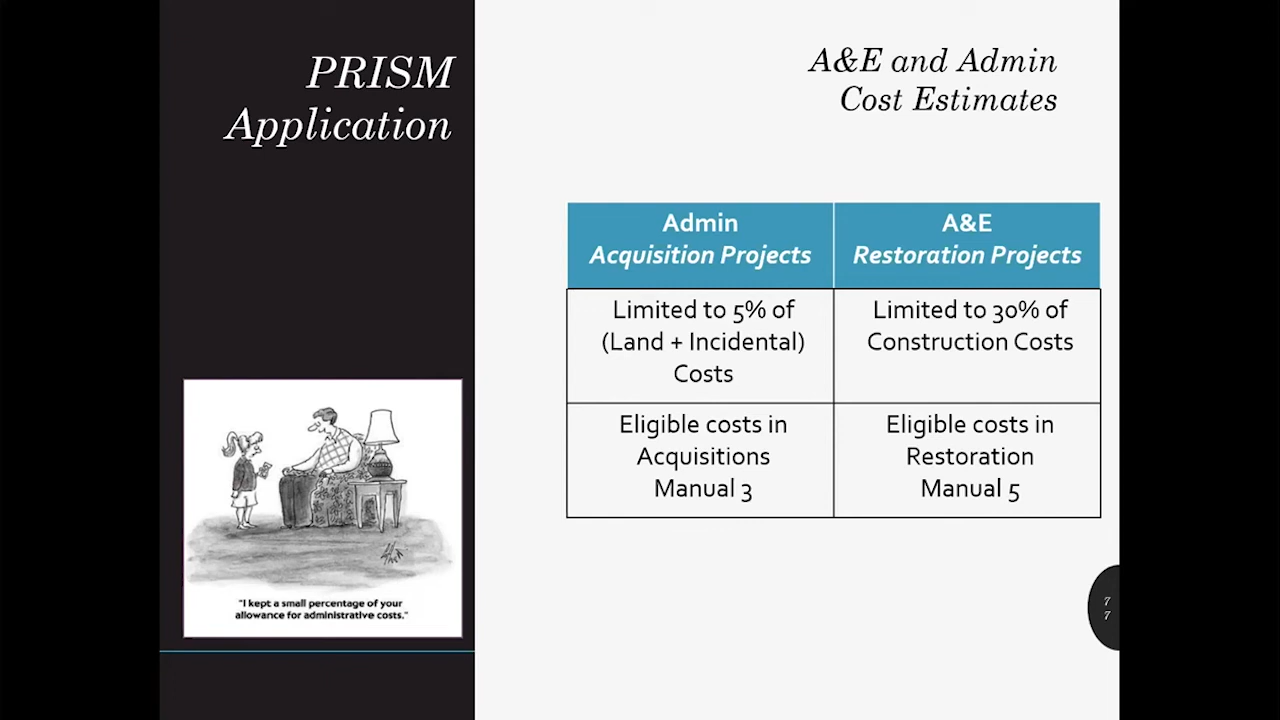 PRISM
Application
A&E and Admin
Cost Estimates
Admin
Acquisition Projects
A&E
Restoration Projects
Limited to 5% of
(Land + Incidental)
Costs
Limited to 30% of
Construction Costs
Eligible costs in
Acquisitions
Manual 3
Eligible costs in
Restoration
Manual 5
"I kept a small percentage of your
allowance for administrative costs."
7
7